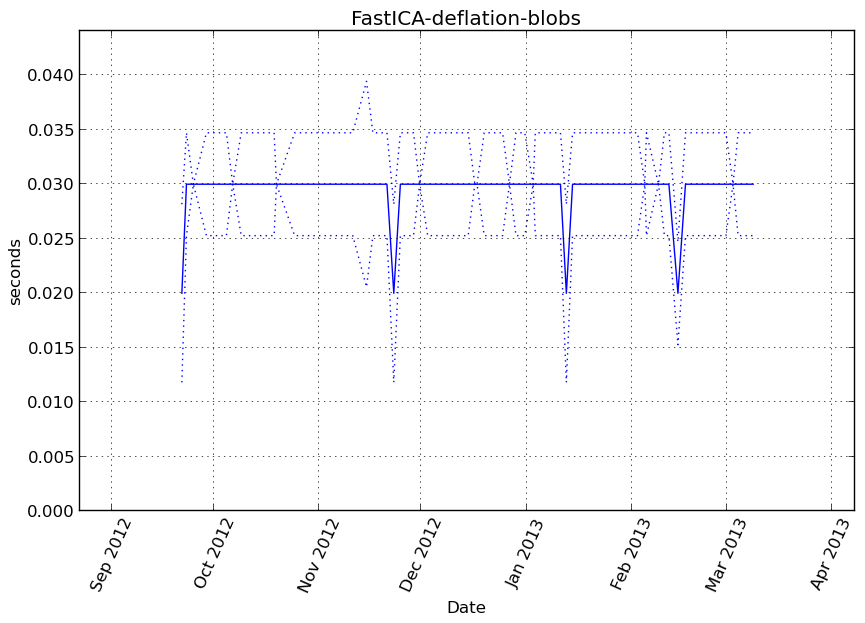 FastICA-deflation-blobs
0.040
0.035
0.030
0.025
0.020
0.015
0.010
0.005
0.000
seconds
Sep 2012
Oct 2012
Nov 2012
Dec 2012
Jan 2013
Feb 2013
Mar 2013
Apr 2013
Date